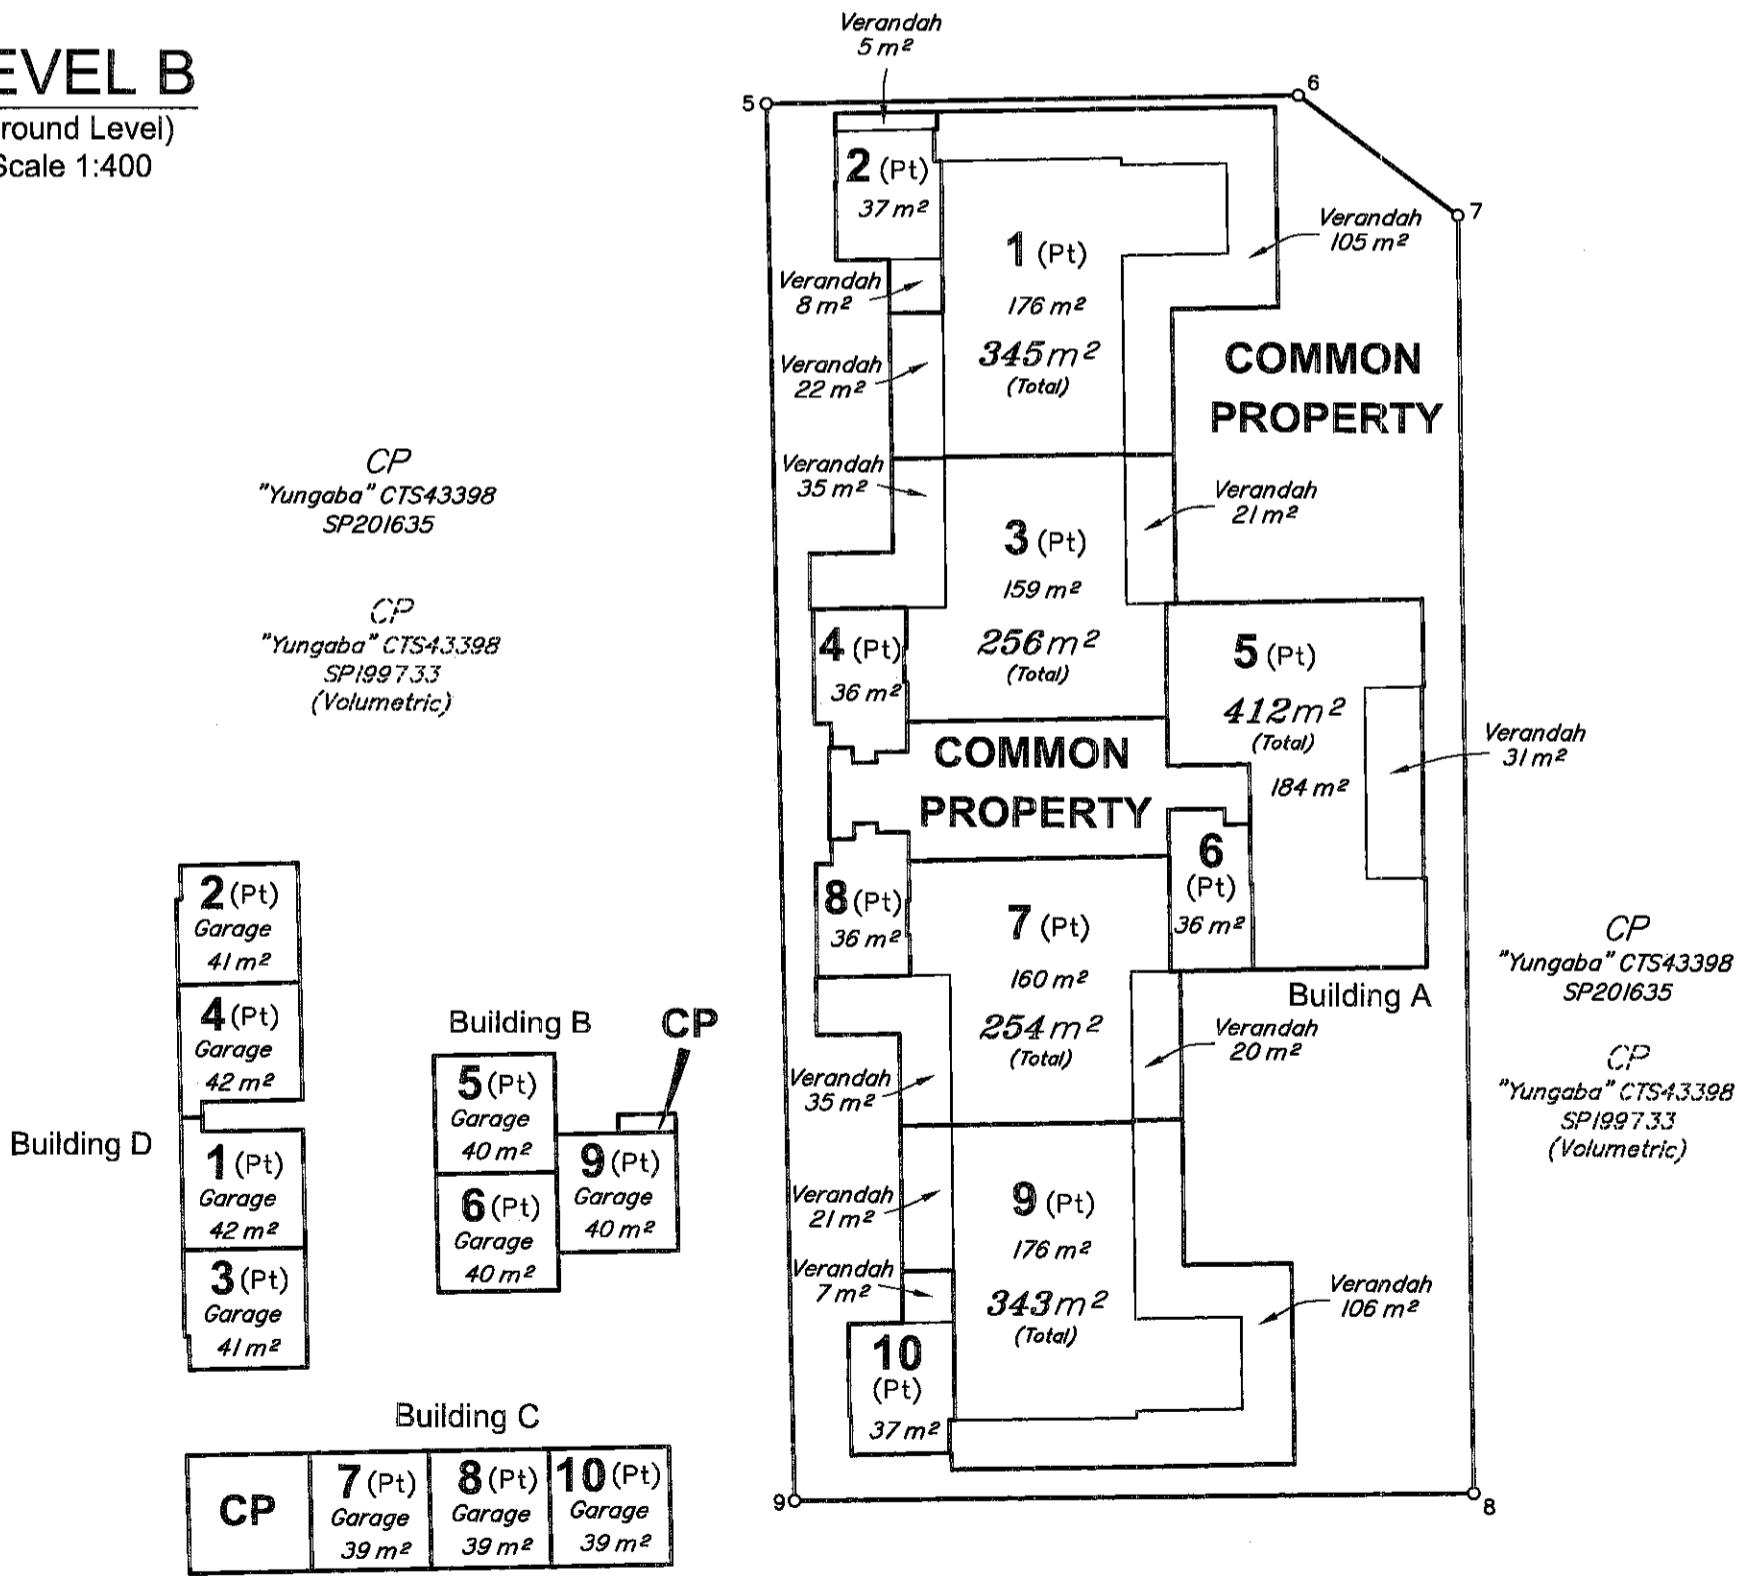 EVEL B
round Level)
Scale 1:400
Verandah
5 m²
5
6
7
2 (Pt)
37 m²
1 (Pt)
176 m²
345 m²
(Total)
Verandah
105 m²
Verandah
8 m²
Verandah
22 m²
COMMON
PROPERTY
CP
"Yungaba" CTS43398
SP201635
Verandah
35 m²
Verandah
21 m²
3 (Pt)
159 m²
256 m²
(Total)
CP
"Yungaba" CTS43398
SP199733
(Volumetric)
4 (Pt)
36 m²
5 (Pt)
412 m²
(Total)
184 m²
Verandah
31 m²
COMMON
PROPERTY
6
(Pt)
36 m²
8 (Pt)
36 m²
7 (Pt)
160 m²
254 m²
(Total)
Building A
Verandah
20 m²
CP
"Yungaba" CTS43398
SP201635
CP
"Yungaba" CTS43398
SP199733
(Volumetric)
2 (Pt)
Garage
41 m²
4 (Pt)
Garage
42 m²
Building D
1 (Pt)
Garage
42 m²
3 (Pt)
Garage
41 m²
Building B
CP
5 (Pt)
Garage
40 m²
9 (Pt)
Garage
40 m²
6 (Pt)
Garage
40 m²
Verandah
35 m²
Verandah
21 m²
Verandah
7 m²
9 (Pt)
176 m²
343 m²
(Total)
Verandah
106 m²
10
(Pt)
37 m²
Building C
CP
7 (Pt)
Garage
39 m²
8 (Pt)
Garage
39 m²
10 (Pt)
Garage
39 m²
9
8